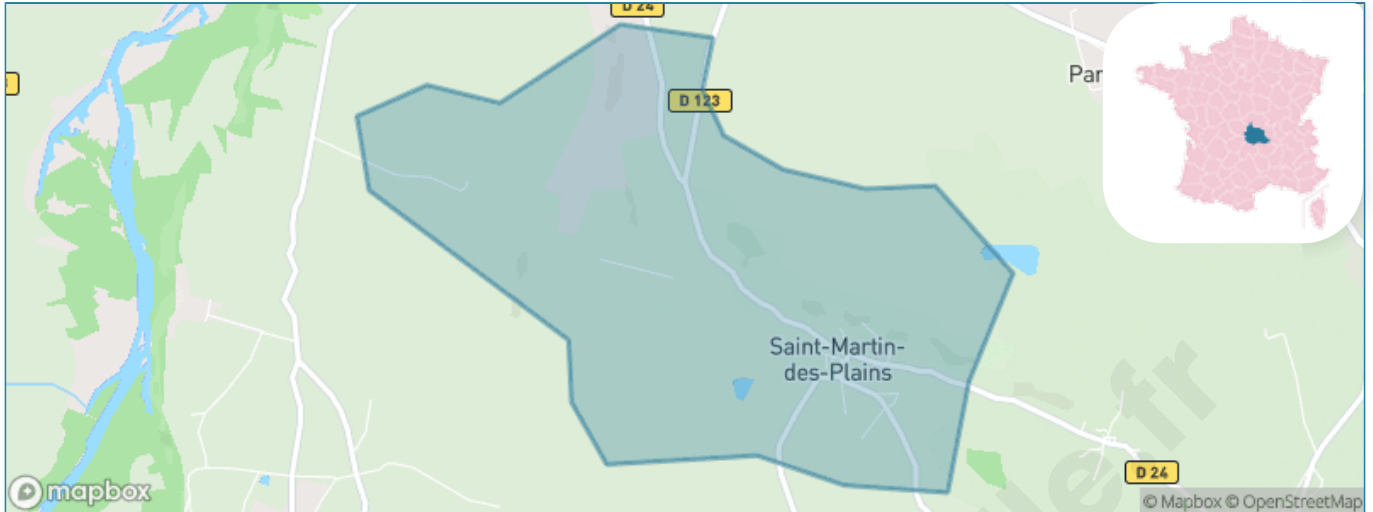 D 24
D 123
Par
Saint-Martin-
des-Plains
D 24
mapbox
© Mapbox © OpenStreetMap